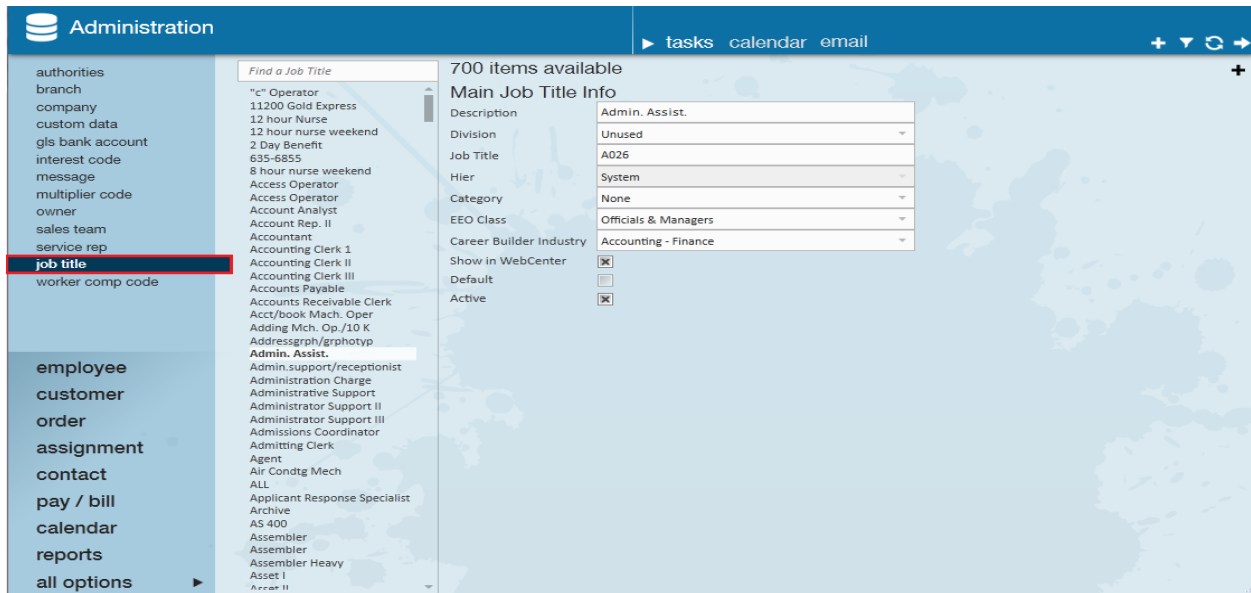 Administration
tasks calendar email
authorities
branch
company
custom data
gls bank account
interest code
message
multiplier code
owner
sales team
service rep
job title
worker comp code
employee
customer
order
assignment
contact
pay / bill
calendar
reports
all options
Find a Job Title
"c" Operator
11200 Gold Express
12 hour Nurse
12 hour nurse weekend
2 Day Benefit
635-6855
8 hour nurse weekend
Access Operator
Access Operator
Account Analyst
Account Rep. II
Accountant
Accounting Clerk 1
Accounting Clerk II
Accounting Clerk III
Accounts Payable
Accounts Receivable Clerk
Acct/book Mach. Oper
Adding Mch. Op./10 K
Addressgrph/grphotyp
Admin. Assist.
Admin.support/receptionist
Administration Charge
Administrative Support
Administrator Support II
Administrator Support III
Admissions Coordinator
Admitting Clerk
Agent
Air Condtg Mech
ALL
Applicant Response Specialist
Archive
AS 400
Assembler
Assembler
Assembler Heavy
Asset I
Asset II
700 items available
Main Job Title Info
Description Admin. Assist.
Division Unused
Job Title A026
Hier System
Category None
EEO Class Officials & Managers
Career Builder Industry Accounting - Finance
Show in WebCenter
Default
Active